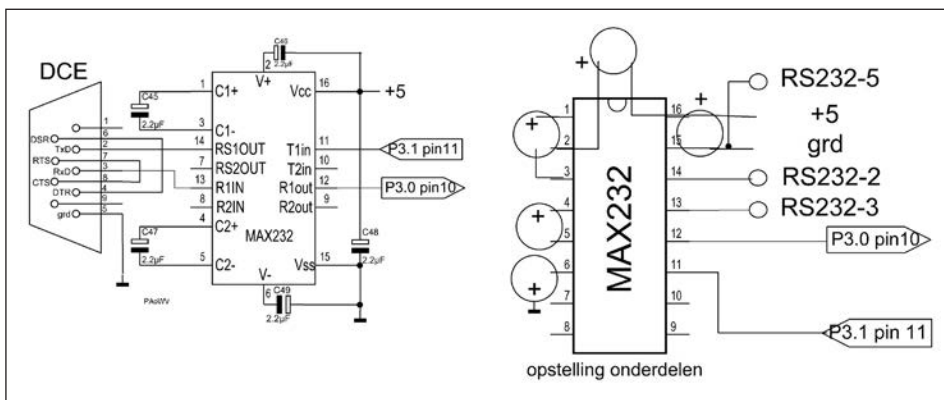 DCE
1
DSR
6
TxD
2
RTS
7
RxD
3
CTS
8
DTR
4
9
grd
5
C45
2.2µF
C47
2.2µF
2.2µF
2
V+
1
C1+
Vcc
16
+5
3
C1-
14
RS1OUT
T1in
11
P3.1 pin11
7
RS2OUT
T2in
10
13
R1IN
R1out
12
P3.0 pin10
8
R2IN
R2out
9
4
C2+
MAX232
C48
2.2µF
5
C2-
Vss
15
V-
6
C49
2.2µF
PAoWV
+
+
+
+
+
1
2
3
4
5
6
7
8
16
15
14
13
12
11
10
9
MAX232
RS232-5
+5
grd
RS232-2
RS232-3
P3.0 pin10
P3.1 pin 11
opstelling onderdelen